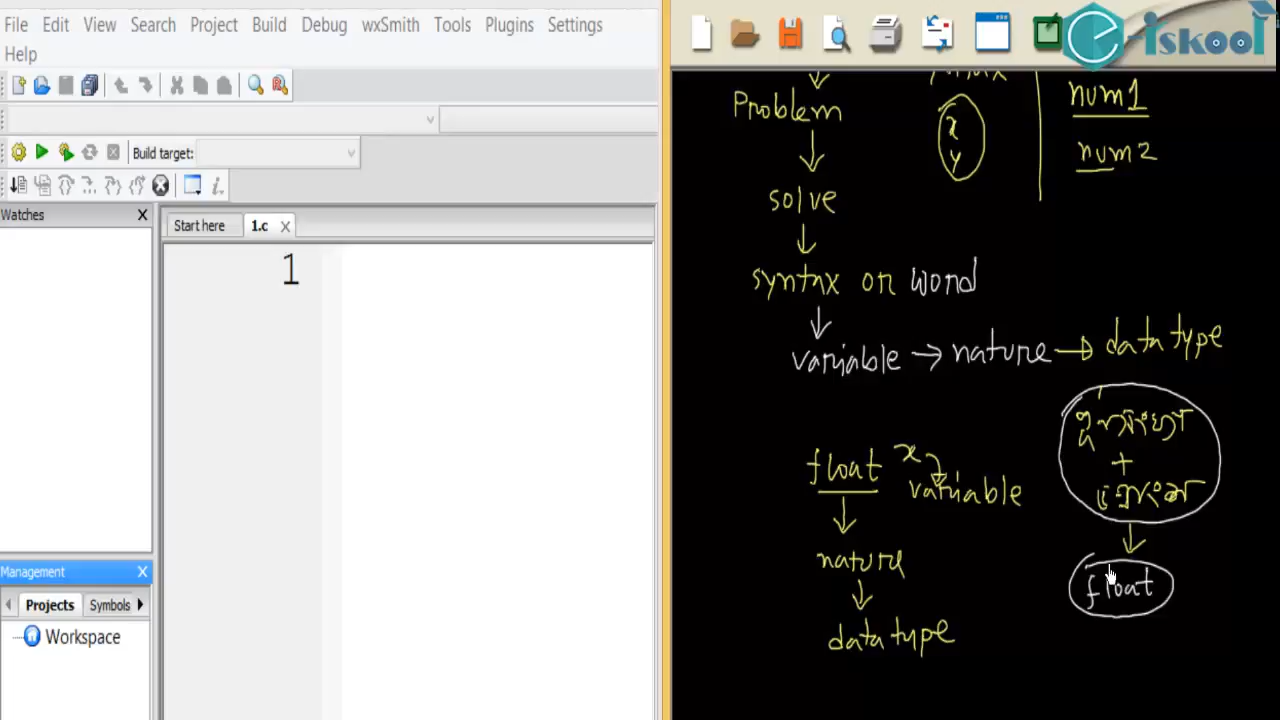 File Edit View Search Project Build Debug wxSmith Tools Plugins Settings
Help
Build target:
Watches
Start here 1.c
1
Management
Projects Symbols
Workspace
e-iskool
Problem
x
y
num1
num2
solve
syntax or word
variable → nature → data type
পূর্ণসংখ্যা
+
ভগ্নাংশ
float x
variable
nature
data type
float